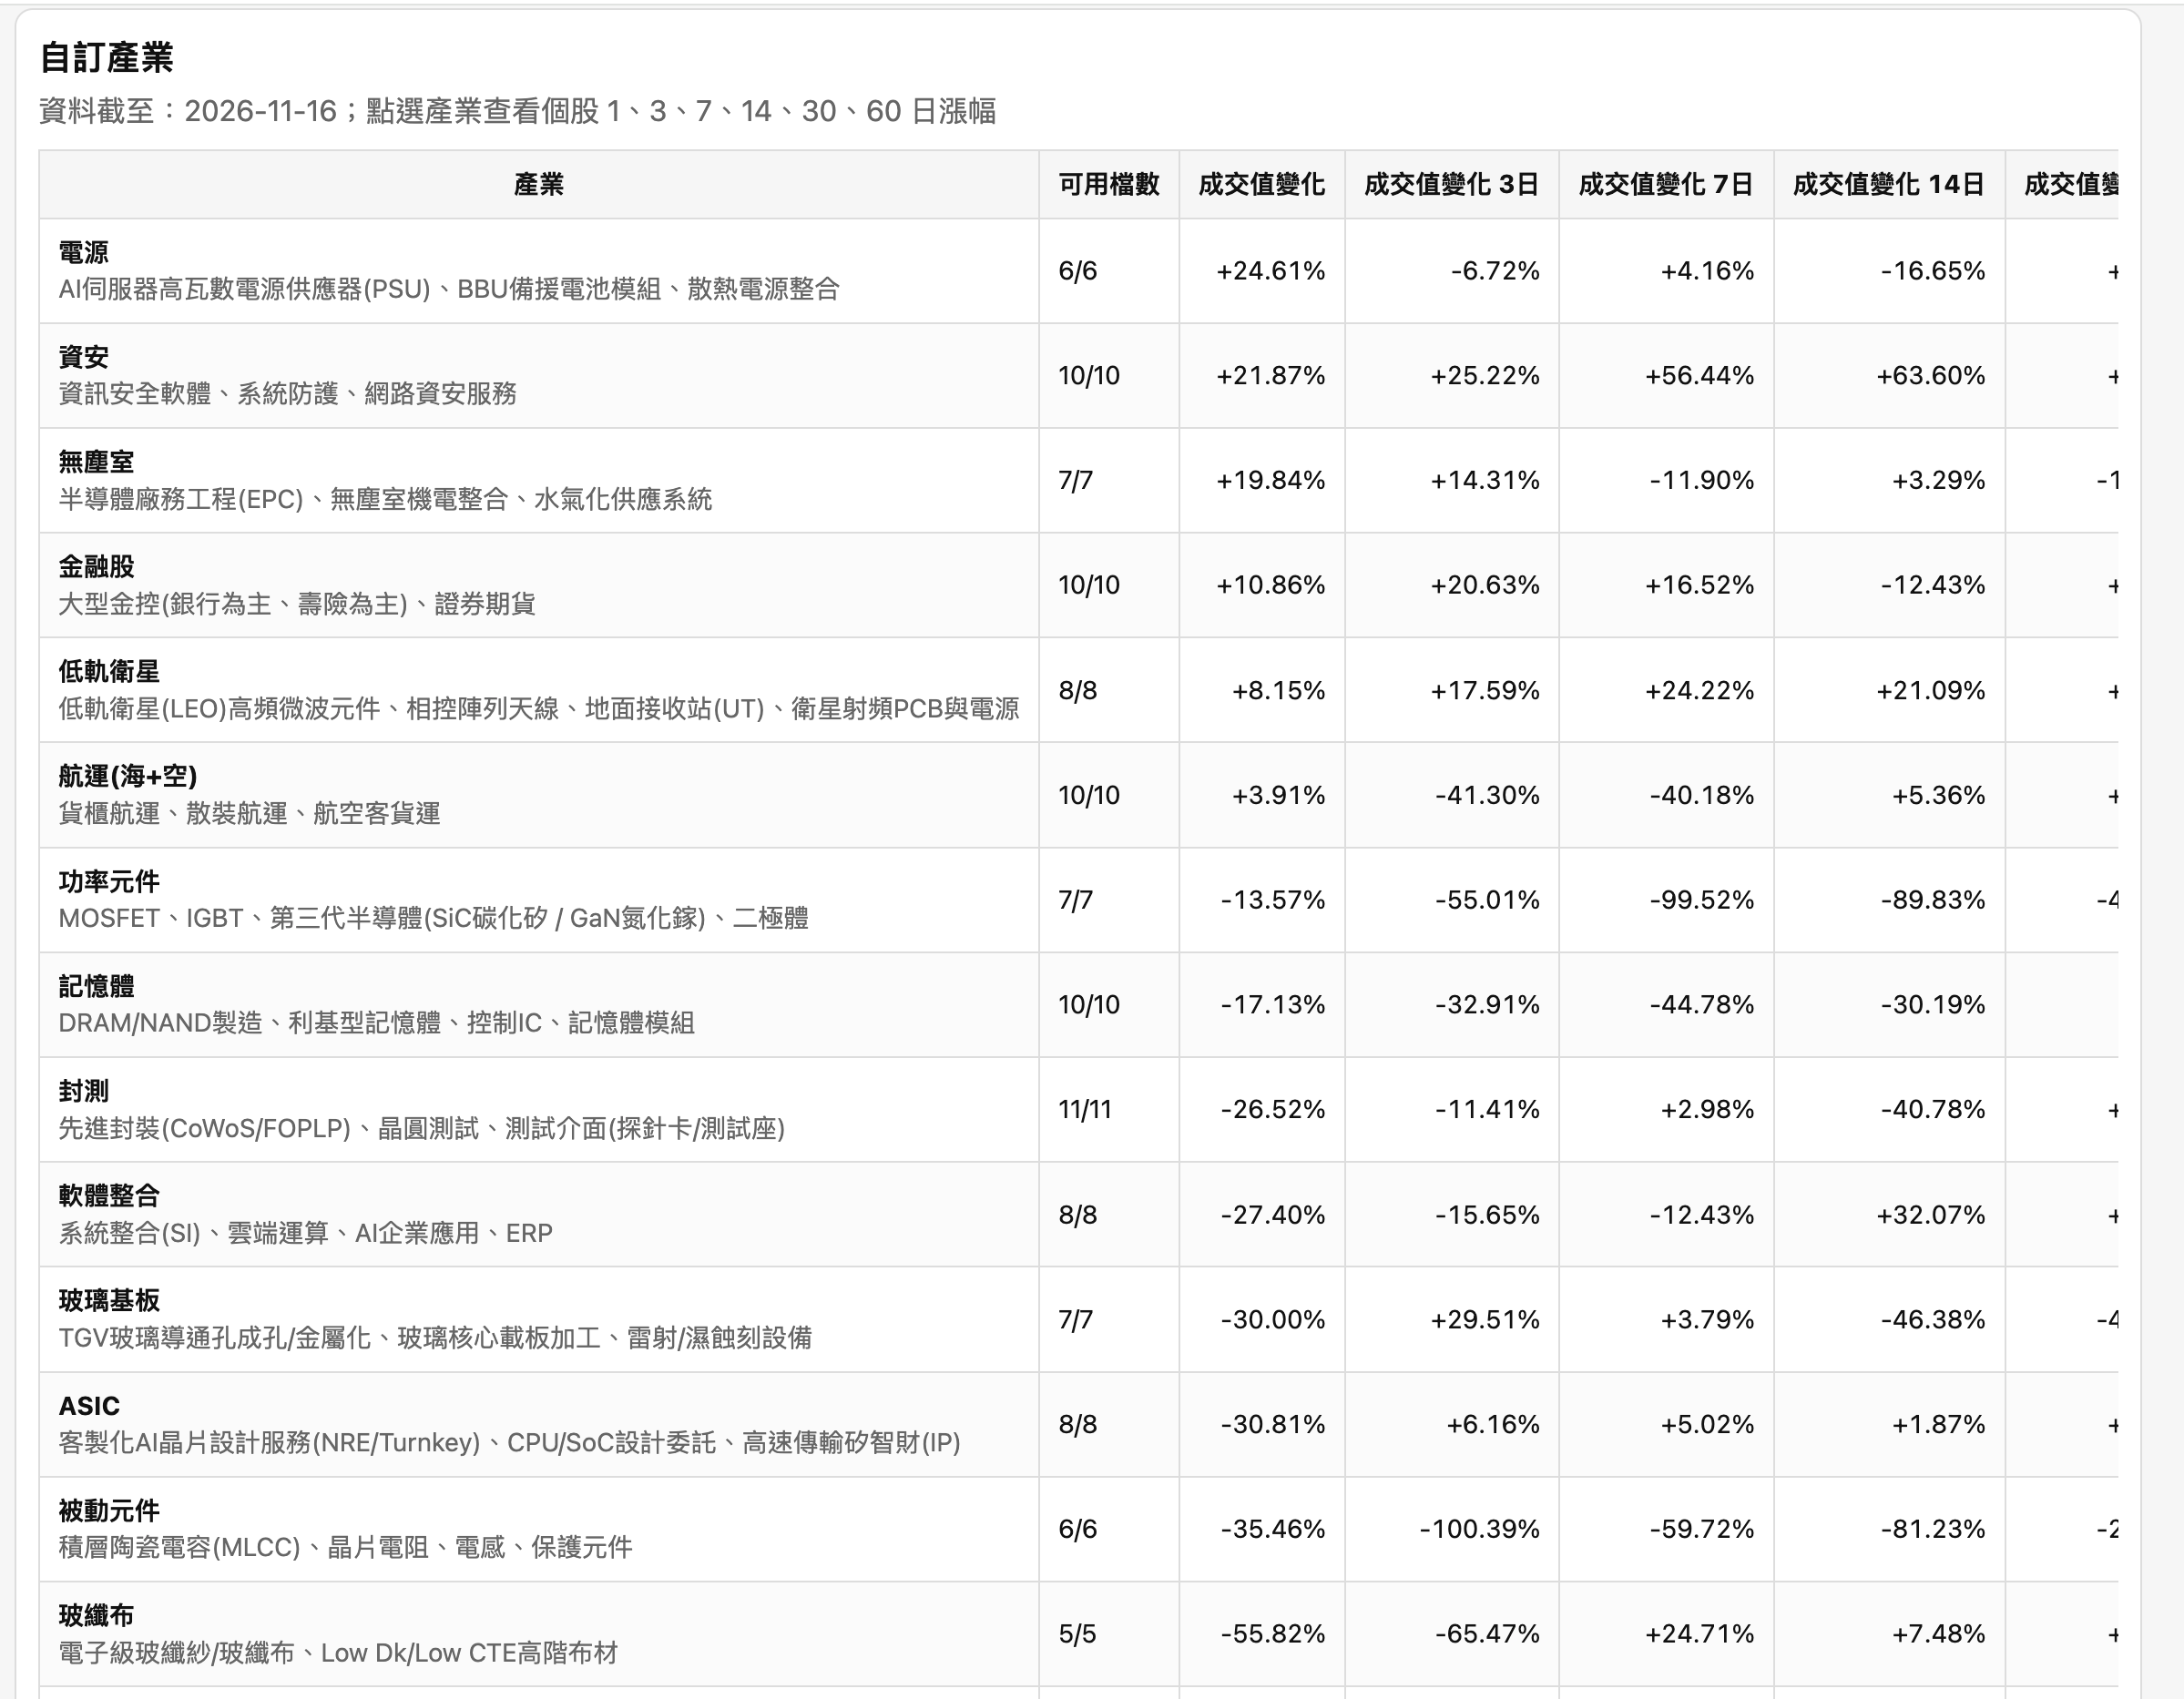 自訂產業
資料截至：2026-11-16；點選產業查看個股 1、3、7、14、30、60 日漲幅
產業 可用檔數 成交值變化 成交值變化 3日 成交值變化 7日 成交值變化 14日 成交值變
電源
AI伺服器高瓦數電源供應器(PSU)、BBU備援電池模組、散熱電源整合
6/6 +24.61% -6.72% +4.16% -16.65% +
資安
資訊安全軟體、系統防護、網路資安服務
10/10 +21.87% +25.22% +56.44% +63.60% +
無塵室
半導體廠務工程(EPC)、無塵室機電整合、水氣化供應系統
7/7 +19.84% +14.31% -11.90% +3.29% -1
金融股
大型金控(銀行為主、壽險為主)、證券期貨
10/10 +10.86% +20.63% +16.52% -12.43% +
低軌衛星
低軌衛星(LEO)高頻微波元件、相控陣列天線、地面接收站(UT)、衛星射頻PCB與電源
8/8 +8.15% +17.59% +24.22% +21.09% +
航運(海+空)
貨櫃航運、散裝航運、航空客貨運
10/10 +3.91% -41.30% -40.18% +5.36% +
功率元件
MOSFET、IGBT、第三代半導體(SiC碳化矽 / GaN氮化鎵)、二極體
7/7 -13.57% -55.01% -99.52% -89.83% -4
記憶體
DRAM/NAND製造、利基型記憶體、控制IC、記憶體模組
10/10 -17.13% -32.91% -44.78% -30.19%
封測
先進封裝(CoWoS/FOPLP)、晶圓測試、測試介面(探針卡/測試座)
11/11 -26.52% -11.41% +2.98% -40.78% +
軟體整合
系統整合(SI)、雲端運算、AI企業應用、ERP
8/8 -27.40% -15.65% -12.43% +32.07% +
玻璃基板
TGV玻璃導通孔成孔/金屬化、玻璃核心載板加工、雷射/濕蝕刻設備
7/7 -30.00% +29.51% +3.79% -46.38% -4
ASIC
客製化AI晶片設計服務(NRE/Turnkey)、CPU/SoC設計委託、高速傳輸矽智財(IP)
8/8 -30.81% +6.16% +5.02% +1.87% +
被動元件
積層陶瓷電容(MLCC)、晶片電阻、電感、保護元件
6/6 -35.46% -100.39% -59.72% -81.23% -2
玻纖布
電子級玻纖紗/玻纖布、Low Dk/Low CTE高階布材
5/5 -55.82% -65.47% +24.71% +7.48% +